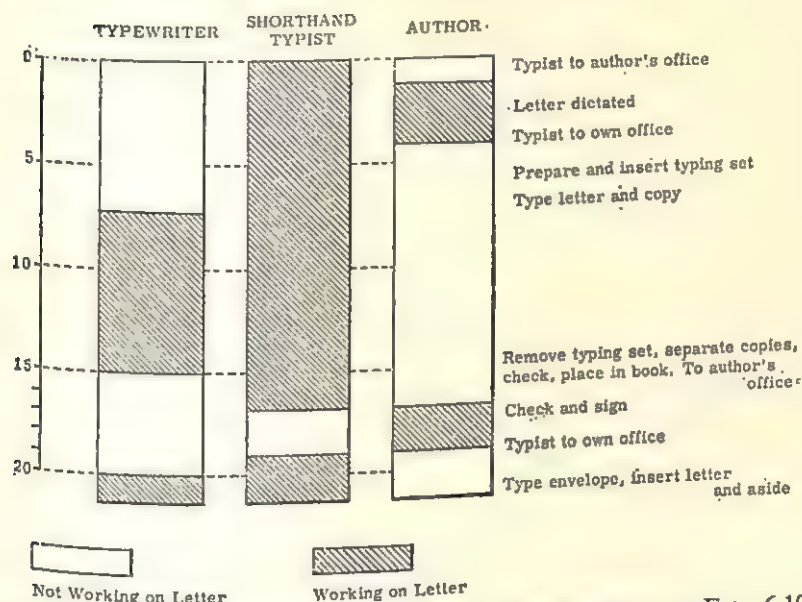 TYPEWRITER
SHORTHAND
TYPIST
AUTHOR
0
5
10
15
20
Typist to author's office
Letter dictated
Typist to own office
Prepare and insert typing set
Type letter and copy
Remove typing set, separate copies,
check, place in book. To author's
office
Check and sign
Typist to own office
Type envelope, insert letter
and aside
Not Working on Letter
Working on Letter